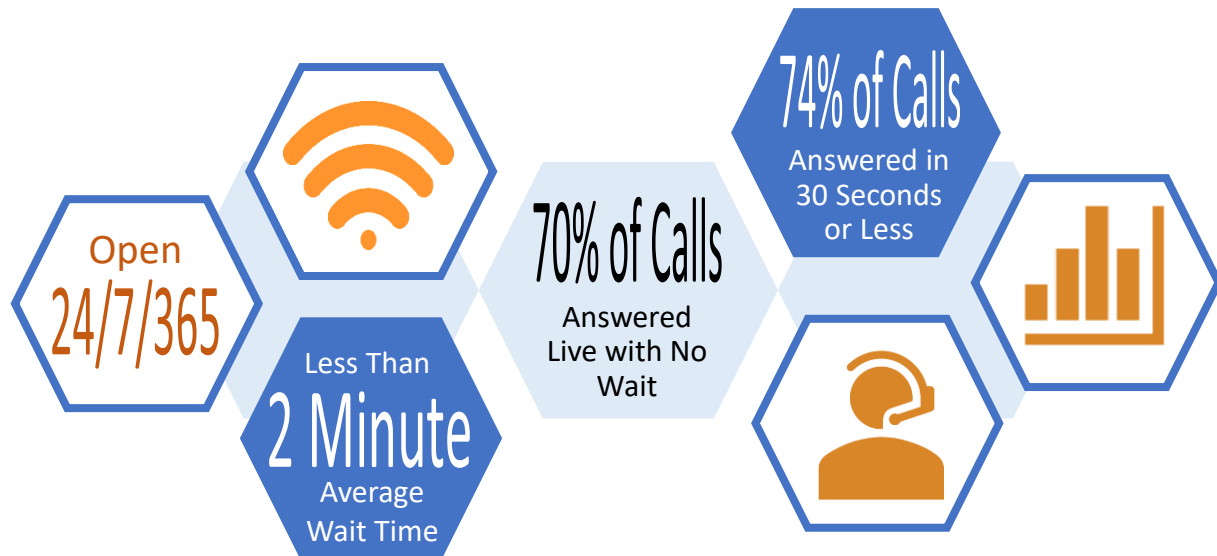 Open
24/7/365
Less Than
2 Minute
Average
Wait Time
70% of Calls
Answered
Live with No
Wait
74% of Calls
Answered in
30 Seconds
or Less